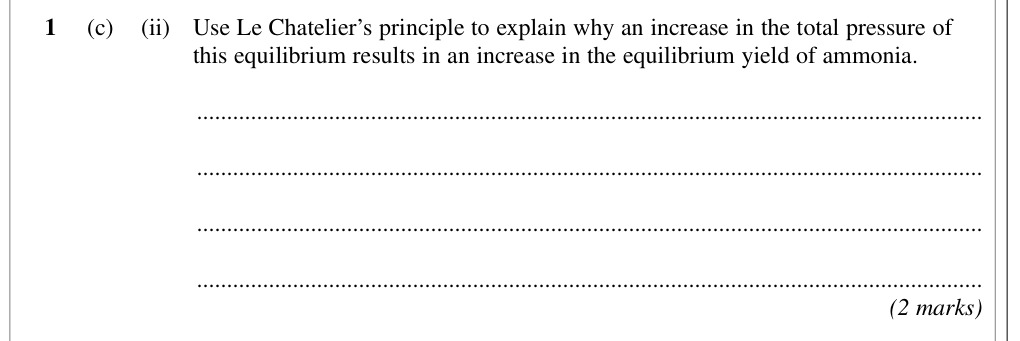 1 (c) (ii) Use Le Chatelier’s principle to explain why an increase in the total pressure of
this equilibrium results in an increase in the equilibrium yield of ammonia.
....................................................................................................................................
....................................................................................................................................
....................................................................................................................................
....................................................................................................................................
(2 marks)